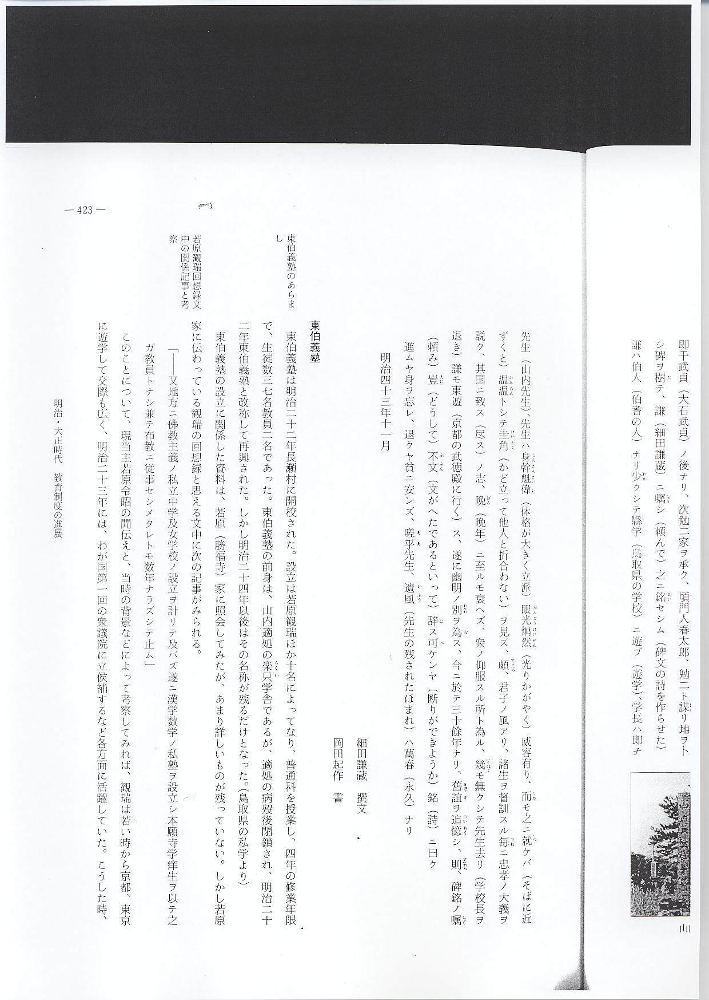 即千武貞（大石武貞）ノ後ナリ、次勉二家ヲ承ク、頃門人春太郎、勉二ト謀リ地ヲト
シ碑ヲ樹テ、謙（細田謙蔵）ニ嘱シ（頼んで）之ニ銘セシム（碑文の詩を作らせた）
謙ハ伯人（伯耆の人）ナリ少クシテ縣学（鳥取県の学校）ニ遊ブ（遊学）、学長ハ即チ
山
先生（山内先生）、先生ハ身幹魁偉（体格が大きく立派）眼光烱然（光りかがやく）威容有り、而モ之ニ就ケバ（そばに近
ずくと）温温トシテ圭角（かど立って他人と折合わない）ヲ見ズ、頗、君子ノ風アリ、諸生ヲ督訓スル毎ニ忠孝ノ大義ヲ
説ク、其国ニ致ス（尽ス）ノ志、晩（晩年）ニ至ルモ衰ヘズ、衆ノ仰服スル所ト為ル、幾モ無クシテ先生去リ（学校長ヲ
退き）謙モ東遊（京都の武徳殿に行く）ス、遂に幽明ノ別ヲ為ス、今ニ於テ三十餘年ナリ、舊誼ヲ追憶シ、則、碑銘ノ嘱
（頼み）豈（どうして）不文（文がへたであるといって）辞ス可ケンヤ（断りができようか）銘（詩）ニ曰ク
進ムヤ身ヲ忘レ、退クヤ貧ニ安ンズ、嗟乎先生、遺風（先生の残されたほまれ）ハ萬春（永久）ナリ
明治四十三年十一月
細田謙蔵　撰文
岡田起作　書
東伯義塾
東伯義塾のあらま
し
東伯義塾は明治二十二年長瀬村に開校された。設立は若原観瑞ほか十名によってなり、普通科を授業し、四年の修業年限
で、生徒数三七名教員二名であった。東伯義塾の前身は、山内適処の楽只学舎であるが、適処の病歿後閉鎖され、明治二十
二年東伯義塾と改称して再興された。しかし明治二十四年以後はその名称が残るだけとなった。（鳥取県の私学より）
東伯義塾の設立に関係した資料は、若原（勝福寺）家に照会してみたが、あまり詳しいものが残っていない。しかし若原
家に伝わっている観瑞の回想録と思える文中に次の記事がみられる。
若原観瑞回想録文
中の関係記事と考
察
「――又地方ニ佛教主義ノ私立中学及女学校ノ設立ヲ計リテ及バズ遂ニ漢学数学ノ私塾ヲ設立シ本願寺学痒生ヲ以テ之
ガ教員トナシ兼テ布教ニ従事セシメタレトモ数年ナラズシテ止ム」
このことについて、現当主若原令昭の聞伝えと、当時の背景などによって考察してみれば、観瑞は若い時から京都、東京
に遊学して交際も広く、明治二十三年には、わが国第一回の衆議院に立候補するなど各方面に活躍していた。こうした時、
明治・大正時代　教育制度の進展
― 423 ―